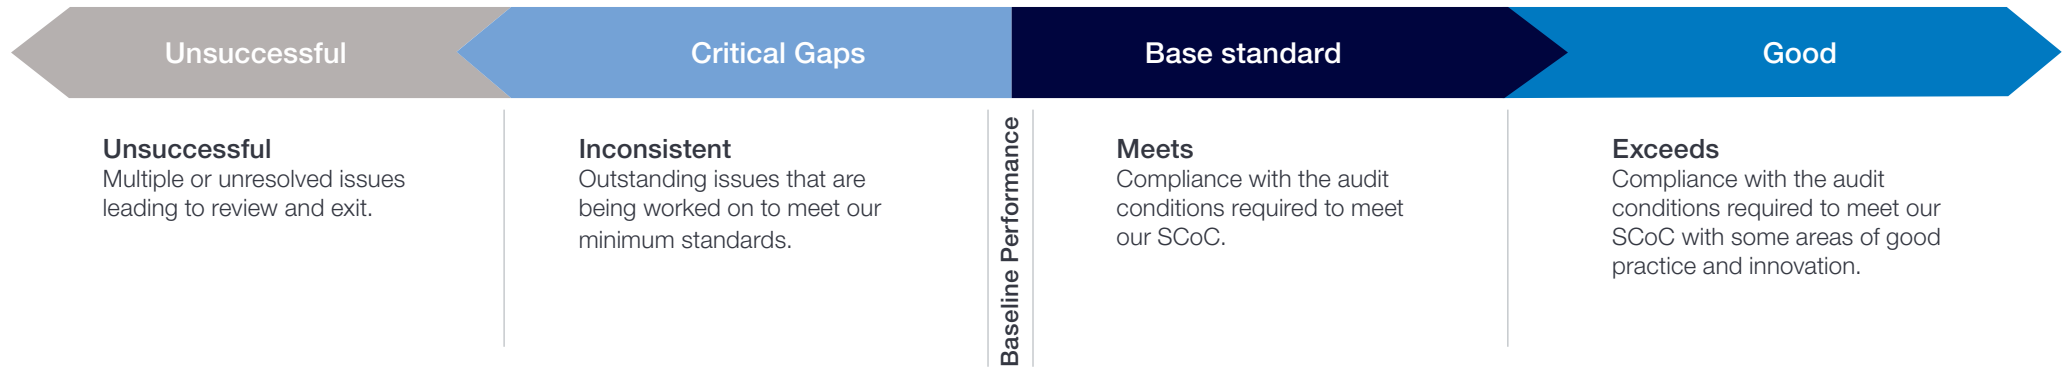 Unsuccessful
Critical Gaps
Base standard
Good
Unsuccessful
Multiple or unresolved issues
leading to review and exit.
Inconsistent
Outstanding issues that are
being worked on to meet our
minimum standards.
Baseline Performance
Meets
Compliance with the audit
conditions required to meet
our SCoC.
Exceeds
Compliance with the audit
conditions required to meet our
SCoC with some areas of good
practice and innovation.